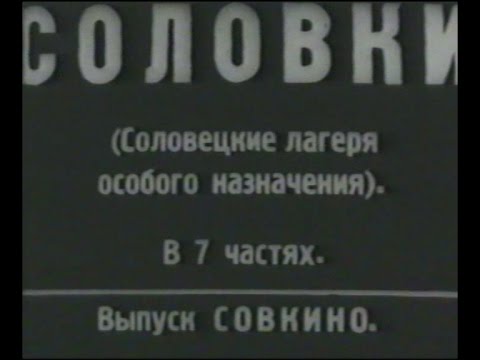 СОЛОВКИ
(Соловецкие лагеря
особого назначения).
В 7 частях.
Выпуск СОВКИНО.